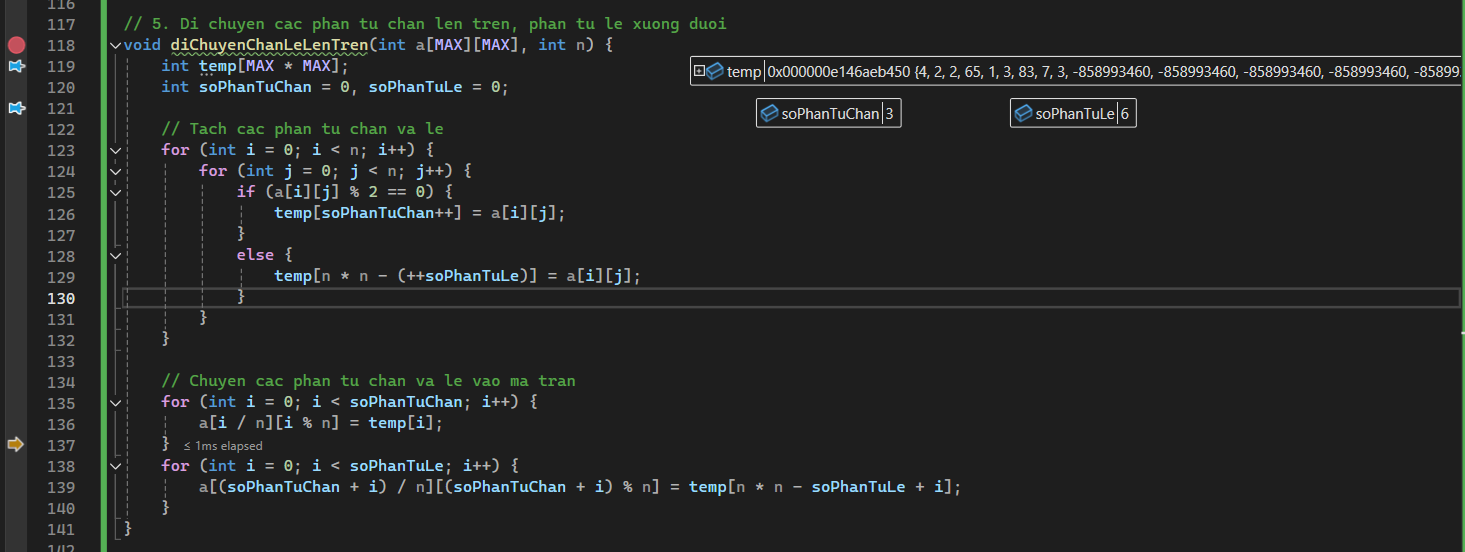 116
117 // 5. Di chuyen cac phan tu chan len tren, phan tu le xuong duoi
118 void diChuyenChanLeLenTren(int a[MAX][MAX], int n) {
119 int temp[MAX * MAX]; temp 0x000000e146aeb450 {4, 2, 2, 65, 1, 3, 83, 7, 3, -858993460, -858993460, -858993460, -858993460, -85899
120 int soPhanTuChan = 0, soPhanTuLe = 0;
121 soPhanTuChan 3 soPhanTuLe 6
122 // Tach cac phan tu chan va le
123 for (int i = 0; i < n; i++) {
124 for (int j = 0; j < n; j++) {
125 if (a[i][j] % 2 == 0) {
126 temp[soPhanTuChan++] = a[i][j];
127 }
128 else {
129 temp[n * n - (++soPhanTuLe)] = a[i][j];
130 }
131 }
132 }
133
134 // Chuyen cac phan tu chan va le vao ma tran
135 for (int i = 0; i < soPhanTuChan; i++) {
136 a[i / n][i % n] = temp[i];
137 } ≤ 1ms elapsed
138 for (int i = 0; i < soPhanTuLe; i++) {
139 a[(soPhanTuChan + i) / n][(soPhanTuChan + i) % n] = temp[n * n - soPhanTuLe + i];
140 }
141 }
142